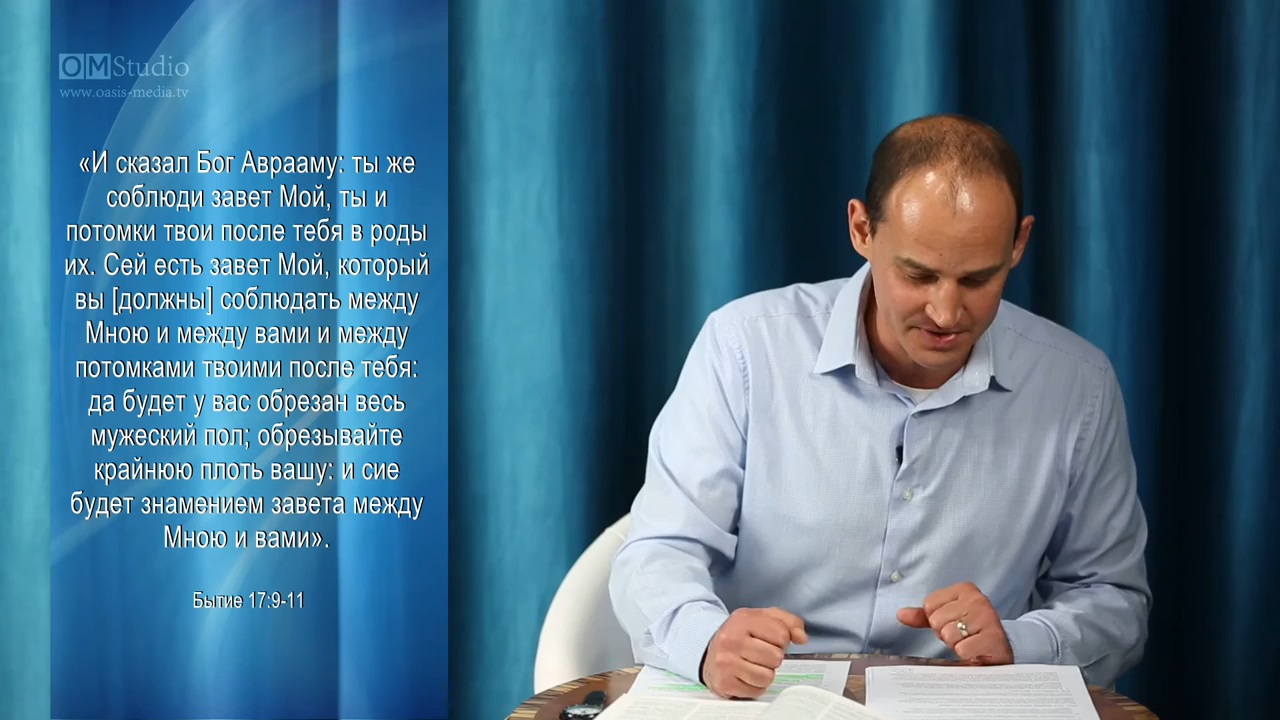 OMStudio
www.oasis-media.tv
«И сказал Бог Аврааму: ты же
соблюди завет Мой, ты и
потомки твои после тебя в роды
их. Сей есть завет Мой, который
вы [должны] соблюдать между
Мною и между вами и между
потомками твоими после тебя:
да будет у вас обрезан весь
мужеский пол; обрезывайте
крайнюю плоть вашу: и сие
будет знамением завета между
Мною и вами».
Бытие 17:9-11